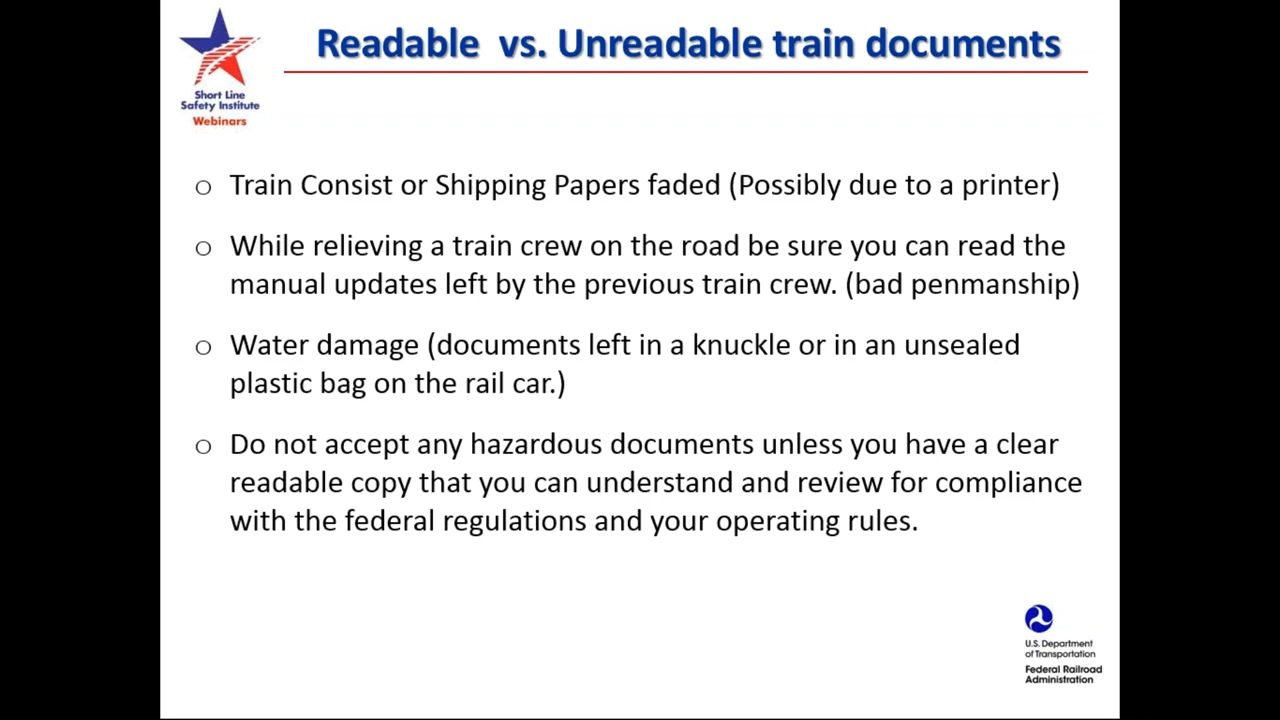 Readable vs. Unreadable train documents
Short Line
Safety Institute
Webinars
o Train Consist or Shipping Papers faded (Possibly due to a printer)
o While relieving a train crew on the road be sure you can read the
manual updates left by the previous train crew. (bad penmanship)
o Water damage (documents left in a knuckle or in an unsealed
plastic bag on the rail car.)
o Do not accept any hazardous documents unless you have a clear
readable copy that you can understand and review for compliance
with the federal regulations and your operating rules.
U.S. Department
of Transportation
Federal Railroad
Administration